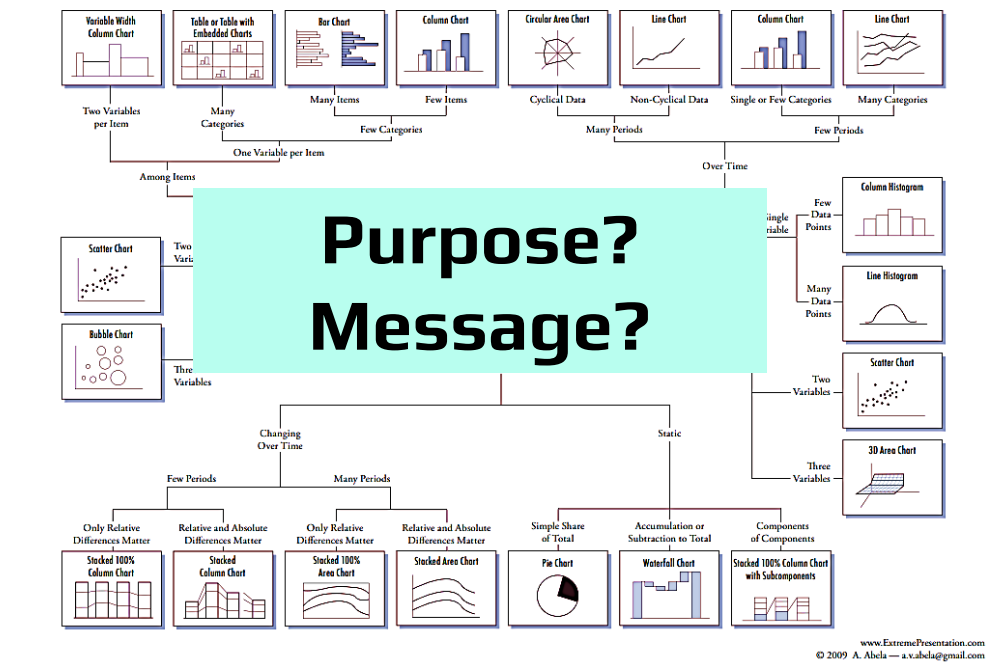 Variable Width
Column Chart
Table or Table with
Embedded Charts
Bar Chart
Column Chart
Circular Area Chart
Line Chart
Column Chart
Line Chart
Two Variables
per Item
Many
Categories
Many Items
Few Items
Cyclical Data
Non-Cyclical Data
Single or Few Categories
Many Categories
Few Categories
Many Periods
Few Periods
One Variable per Item
Over Time
Among Items
Purpose?
Message?
Scatter Chart
Two
Bubble Chart
Variables
Few
Data
Points
Column Histogram
Many
Data
Points
Line Histogram
Two
Variables
Scatter Chart
Three
Variables
3D Area Chart
Changing
Over Time
Static
Few Periods
Many Periods
Only Relative
Differences Matter
Relative and Absolute
Differences Matter
Only Relative
Differences Matter
Relative and Absolute
Differences Matter
Simple Share
of Total
Accumulation or
Subtraction to Total
Components
of Components
Stacked 100%
Column Chart
Stacked
Column Chart
Stacked 100%
Area Chart
Stacked Area Chart
Pie Chart
Waterfall Chart
Stacked 100% Column Chart
with Subcomponents
www.ExtremePresentation.com
© 2009 A. Abela — a.v.abela@gmail.com